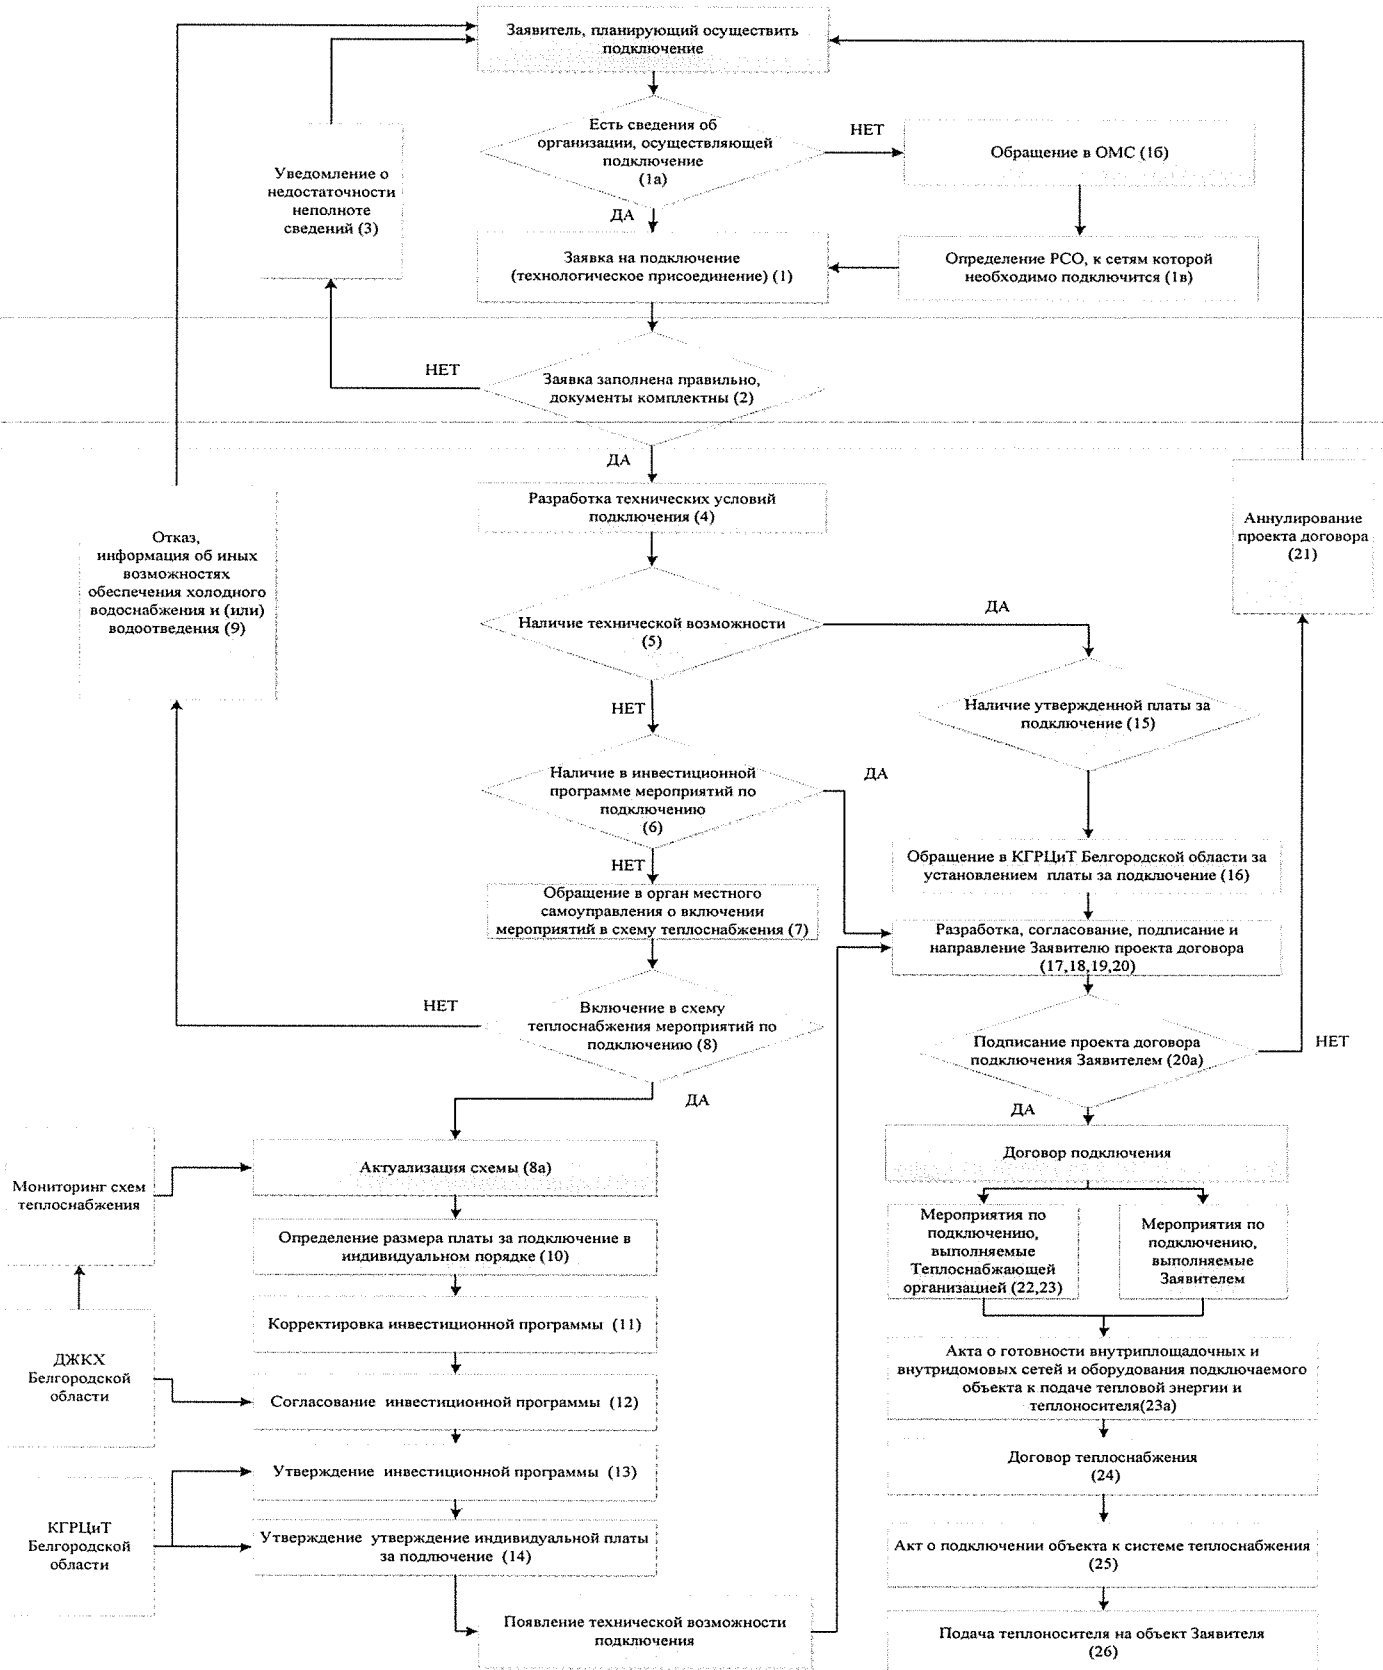 Заявитель, планирующий осуществить
подключение
Есть сведения об
организации, осуществляющей
подключение
(1а)
НЕТ
Обращение в ОМС (1б)
Уведомление о
недостаточности
неполноте
сведений (3)
ДА
Заявка на подключение
(технологическое присоединение) (1)
Определение РСО, к сетям которой
необходимо подключится (1в)
НЕТ
Заявка заполнена правильно,
документы комплектны (2)
ДА
Разработка технических условий
подключения (4)
Аннулирование
проекта договора
(21)
Отказ,
информация об иных
возможностях
обеспечения холодного
водоснабжения и (или)
водоотведения (9)
Наличие технической возможности
(5)
ДА
НЕТ
Наличие утвержденной платы за
подключение (15)
Наличие в инвестиционной
программе мероприятий по
подключению
(6)
ДА
НЕТ
Обращение в КГРЦиТ Белгородской области за
установлением платы за подключение (16)
Обращение в орган местного
самоуправления о включении
мероприятий в схему теплоснабжения (7)
Разработка, согласование, подписание и
направление Заявителю проекта договора
(17,18,19,20)
НЕТ
Включение в схему
теплоснабжения мероприятий по
подключению (8)
Подписание проекта договора
подключения Заявителем (20а)
НЕТ
ДА
ДА
Мониторинг схем
теплоснабжения
Актуализация схемы (8а)
Договор подключения
Определение размера платы за подключение в
индивидуальном порядке (10)
Мероприятия по
подключению,
выполняемые
Теплоснабжающей
организацией (22,23)
Мероприятия по
подключению,
выполняемые
Заявителем
Корректировка инвестиционной программы (11)
ДЖКХ
Белгородской
области
Согласование инвестиционной программы (12)
Акта о готовности внутриплощадочных и
внутридомовых сетей и оборудования подключаемого
объекта к подаче тепловой энергии и
теплоносителя(23а)
Утверждение инвестиционной программы (13)
Договор теплоснабжения
(24)
КГРЦиТ
Белгородской
области
Утверждение утверждение индивидуальной платы
за подлючение (14)
Акт о подключении объекта к системе теплоснабжения
(25)
Появление технической возможности
подключения
Подача теплоносителя на объект Заявителя
(26)